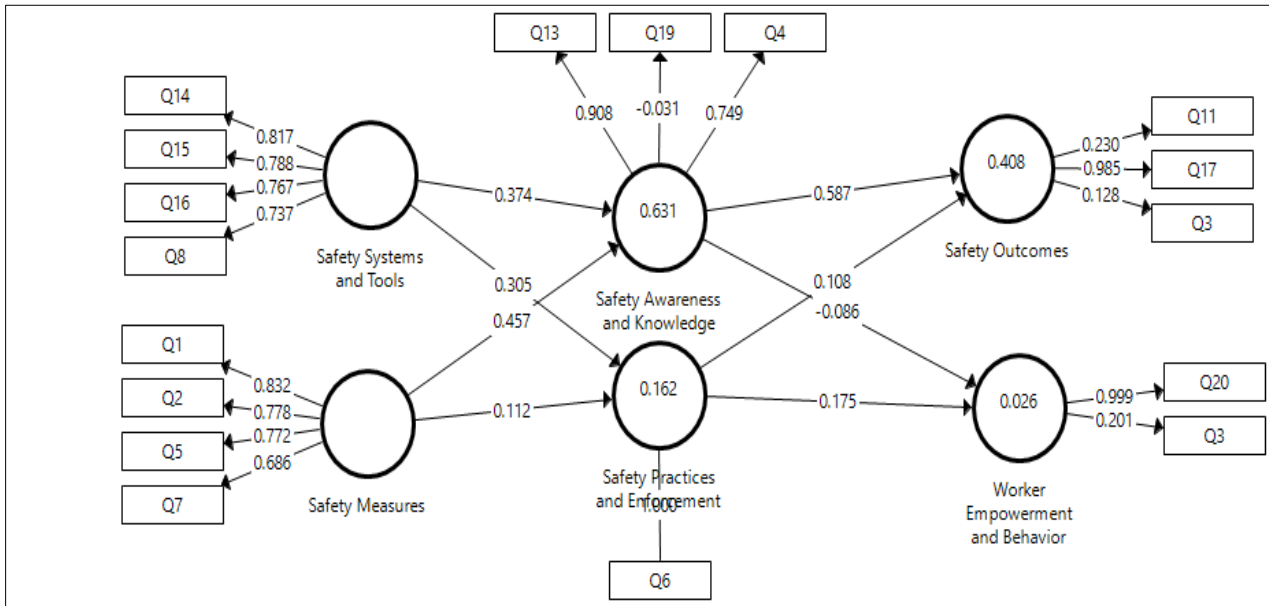 Q13
Q19
Q4
Q14
Q15
Q16
Q8
0.817
0.788
0.767
0.737
Safety Systems
and Tools
0.908
-0.031
0.749
0.374
0.305
0.457
0.631
Safety Awareness
and Knowledge
0.587
0.108
-0.086
0.408
Safety Outcomes
0.230
0.985
0.128
Q11
Q17
Q3
Q1
Q2
Q5
Q7
0.832
0.778
0.772
0.686
Safety Measures
0.112
0.162
Safety Practices
and Enforcement
1.000
Q6
0.175
0.026
Worker
Empowerment
and Behavior
0.999
0.201
Q20
Q3